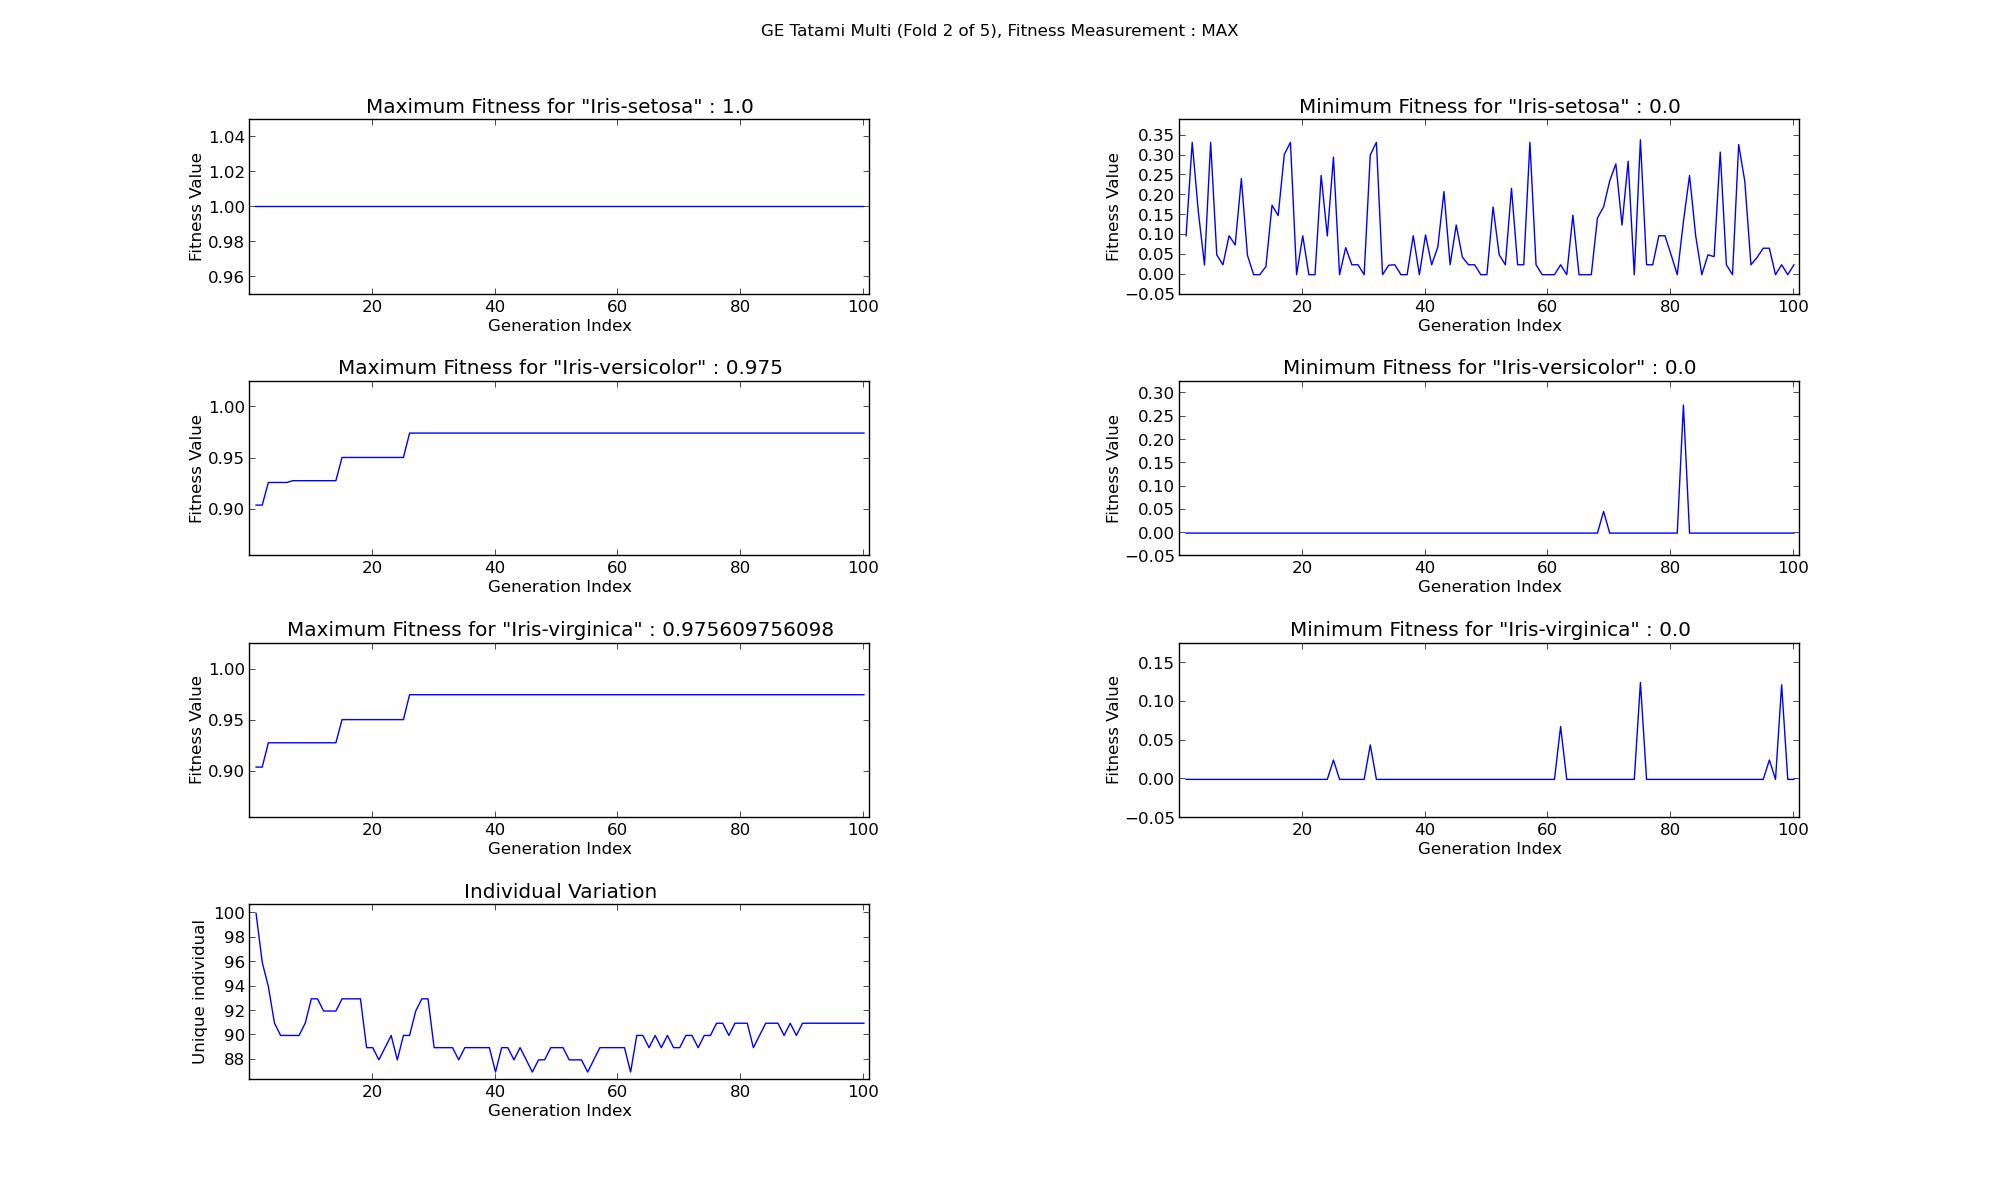 GE Tatami Multi (Fold 2 of 5), Fitness Measurement : MAX
Maximum Fitness for "Iris-setosa" : 1.0
1.04
1.02
1.00
0.98
0.96
Fitness Value
20 40 60 80 100
Generation Index
Minimum Fitness for "Iris-setosa" : 0.0
0.35
0.30
0.25
0.20
0.15
0.10
0.05
0.00
−0.05
Fitness Value
20 40 60 80 100
Generation Index
Maximum Fitness for "Iris-versicolor" : 0.975
1.00
0.95
0.90
Fitness Value
20 40 60 80 100
Generation Index
Minimum Fitness for "Iris-versicolor" : 0.0
0.30
0.25
0.20
0.15
0.10
0.05
0.00
−0.05
Fitness Value
20 40 60 80 100
Generation Index
Maximum Fitness for "Iris-virginica" : 0.975609756098
1.00
0.95
0.90
Fitness Value
20 40 60 80 100
Generation Index
Minimum Fitness for "Iris-virginica" : 0.0
0.15
0.10
0.05
0.00
−0.05
Fitness Value
20 40 60 80 100
Generation Index
Individual Variation
100
98
96
94
92
90
88
Unique individual
20 40 60 80 100
Generation Index